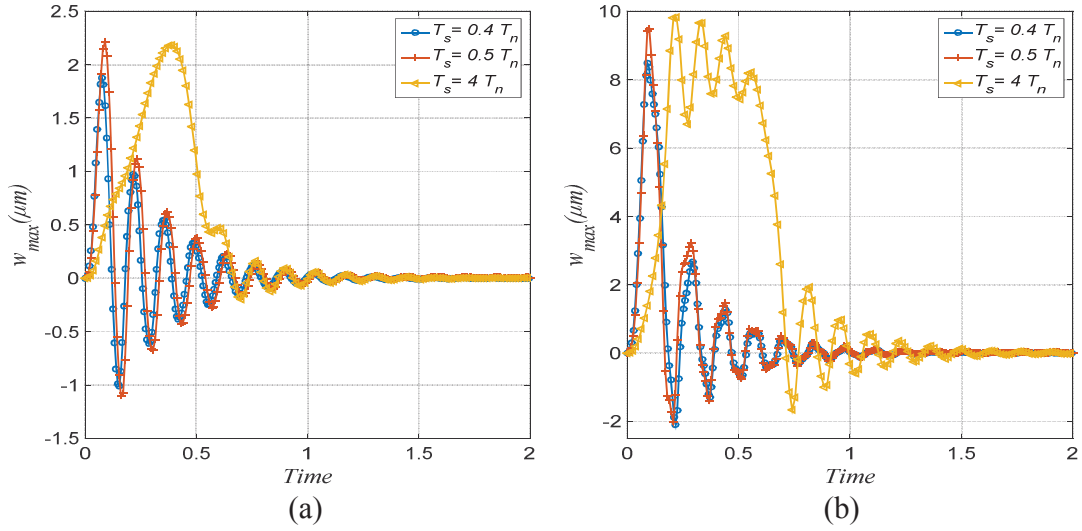 2.5
2
1.5
1
0.5
0
-0.5
-1
-1.5
w_max(μm)
0 0.5 1 1.5 2
Time
T_s= 0.4 T_n
T_s= 0.5 T_n
T_s= 4 T_n
(a)
10
8
6
4
2
0
-2
w_max(μm)
0 0.5 1 1.5 2
Time
T_s= 0.4 T_n
T_s= 0.5 T_n
T_s= 4 T_n
(b)